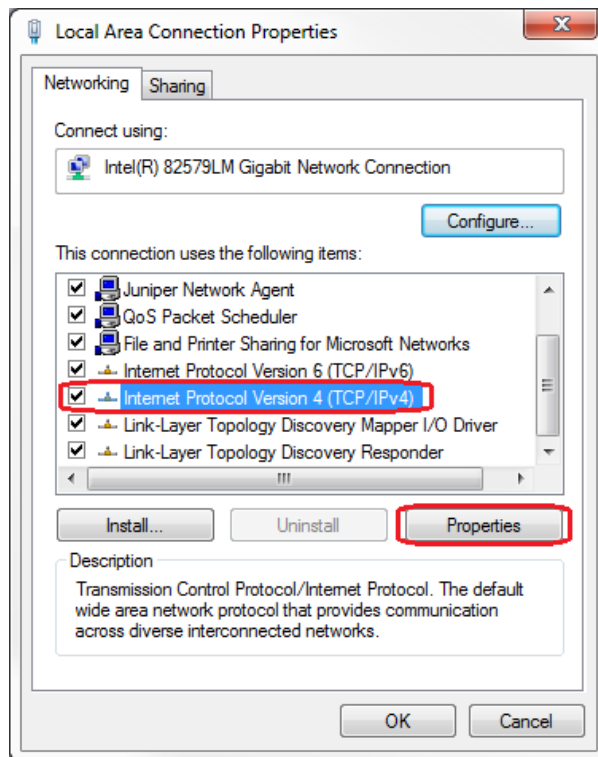 Local Area Connection Properties
Networking
Sharing
Connect using:
Intel(R) 82579LM Gigabit Network Connection
Configure...
This connection uses the following items:
Juniper Network Agent
QoS Packet Scheduler
File and Printer Sharing for Microsoft Networks
Internet Protocol Version 6 (TCP/IPv6)
Internet Protocol Version 4 (TCP/IPv4)
Link-Layer Topology Discovery Mapper I/O Driver
Link-Layer Topology Discovery Responder
Install...
Uninstall
Properties
Description
Transmission Control Protocol/Internet Protocol. The default
wide area network protocol that provides communication
across diverse interconnected networks.
OK
Cancel